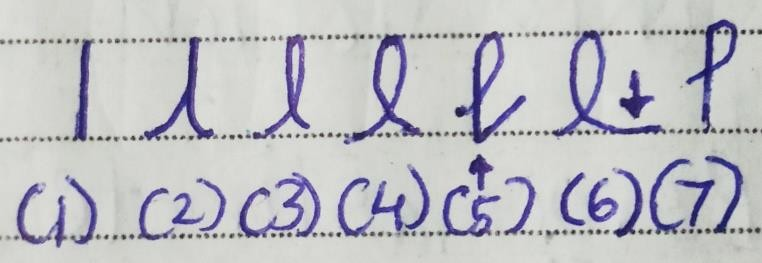 l l l l l l l
(1) (2) (3) (4) (5) (6) (7)